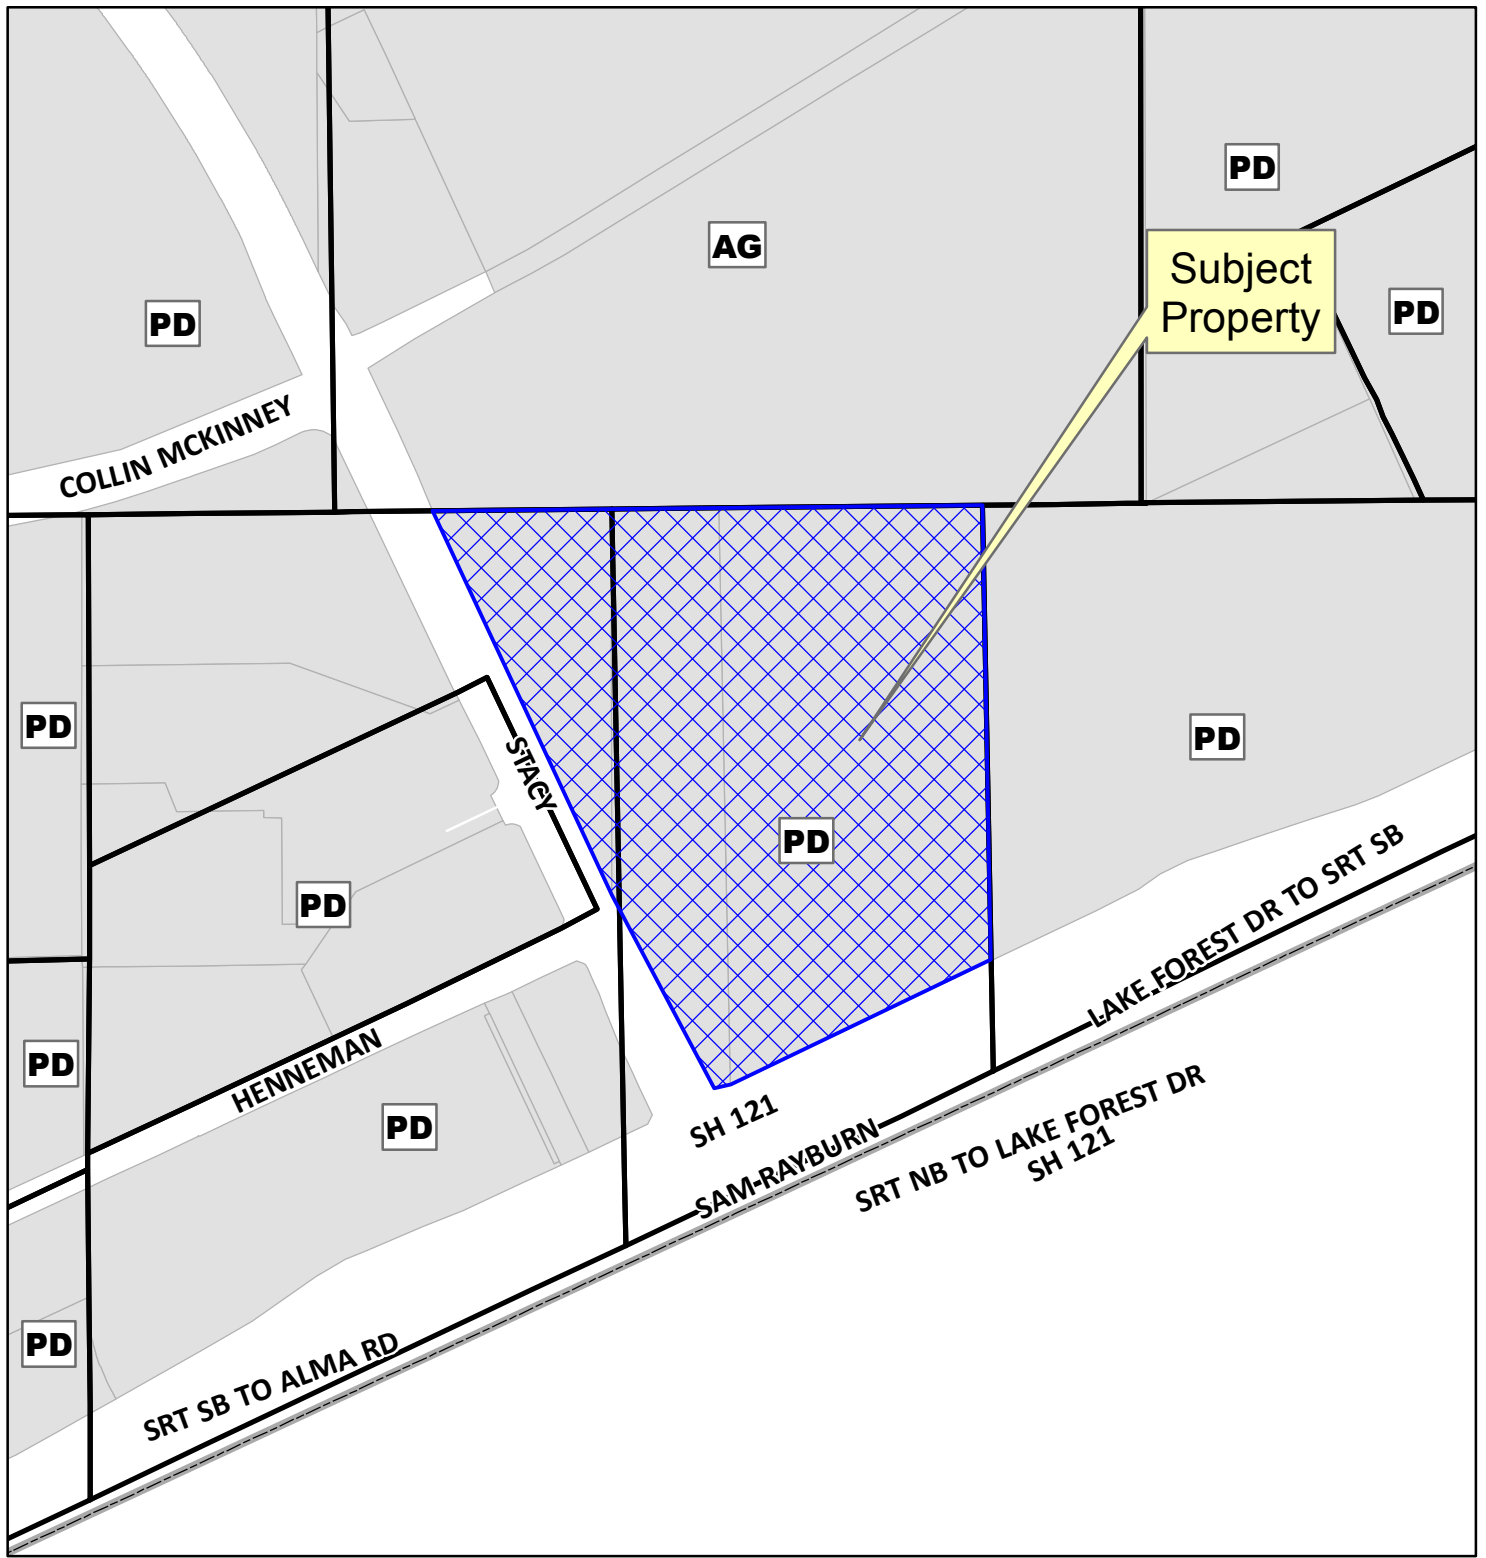 PD
AG
Subject
Property
PD
PD
COLLIN MCKINNEY
PD
STACY
PD
PD
PD
LAKE FOREST DR TO SRT SB
HENNEMAN
PD
PD
SH 121
SAM RAYBURN
SRT NB TO LAKE FOREST DR
SH 121
PD
SRT SB TO ALMA RD